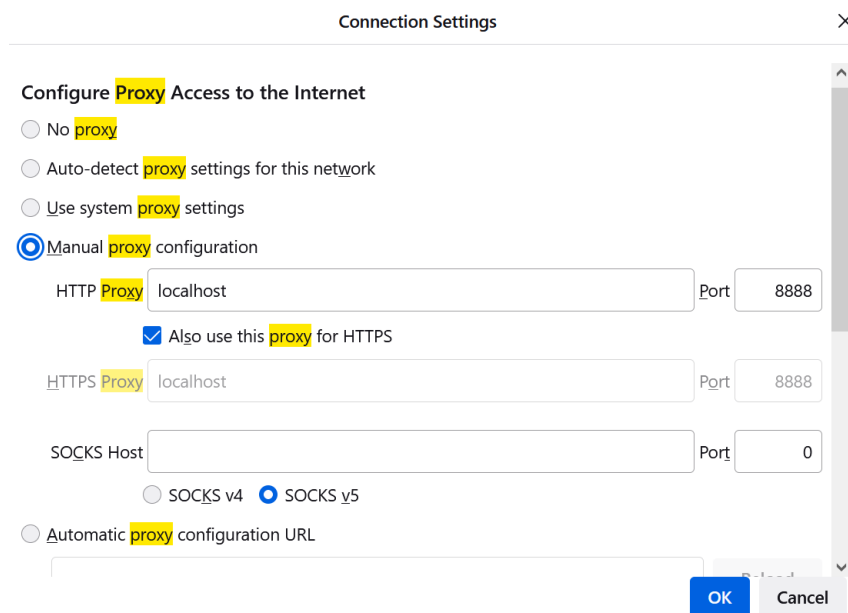 Connection Settings
Configure Proxy Access to the Internet
No proxy
Auto-detect proxy settings for this network
Use system proxy settings
Manual proxy configuration
HTTP Proxy localhost Port 8888
Also use this proxy for HTTPS
HTTPS Proxy localhost Port 8888
SOCKS Host Port 0
SOCKS v4 SOCKS v5
Automatic proxy configuration URL
Reload
OK Cancel